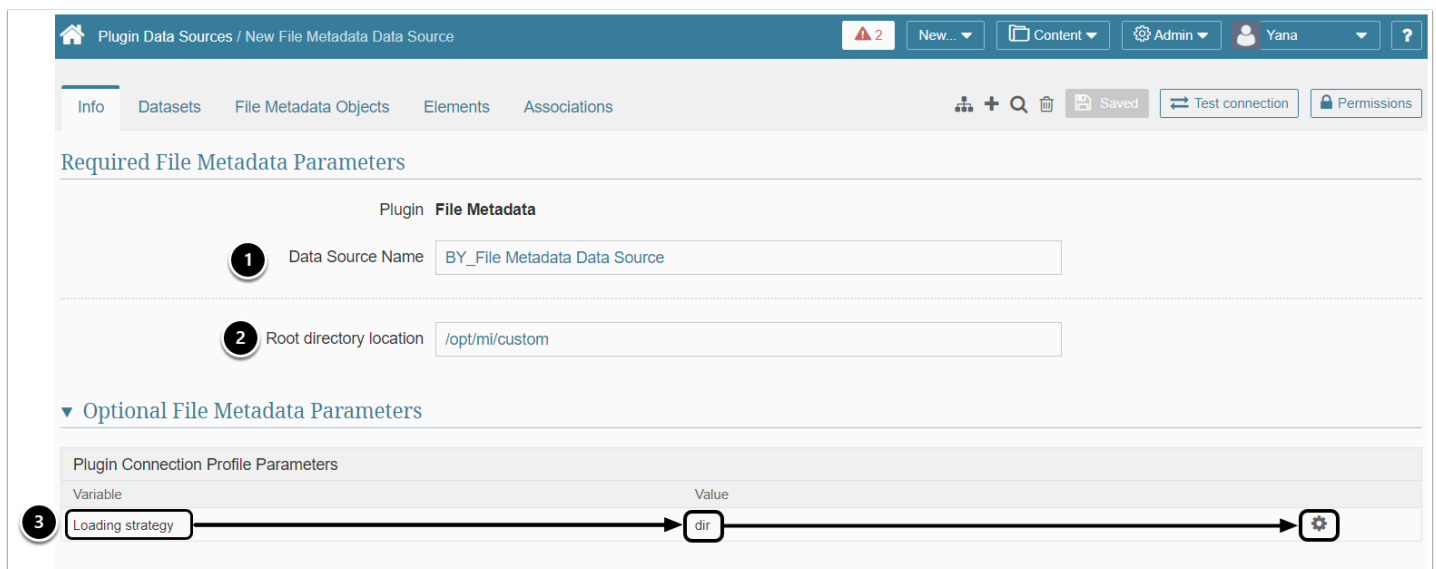 Plugin Data Sources / New File Metadata Data Source 2 New... Content Admin Yana ?
Info Datasets File Metadata Objects Elements Associations Saved Test connection Permissions
Required File Metadata Parameters
Plugin File Metadata
1 Data Source Name BY_File Metadata Data Source
2 Root directory location /opt/mi/custom
Optional File Metadata Parameters
Plugin Connection Profile Parameters
Variable Value
3 Loading strategy dir